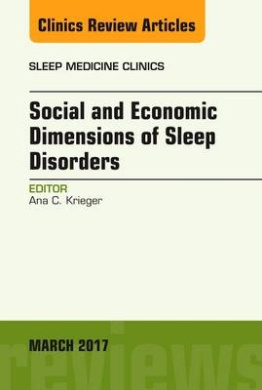 Clinics Review Articles
SLEEP MEDICINE CLINICS
Social and Economic
Dimensions of Sleep
Disorders
EDITOR
Ana C. Krieger
MARCH 2017
reviews